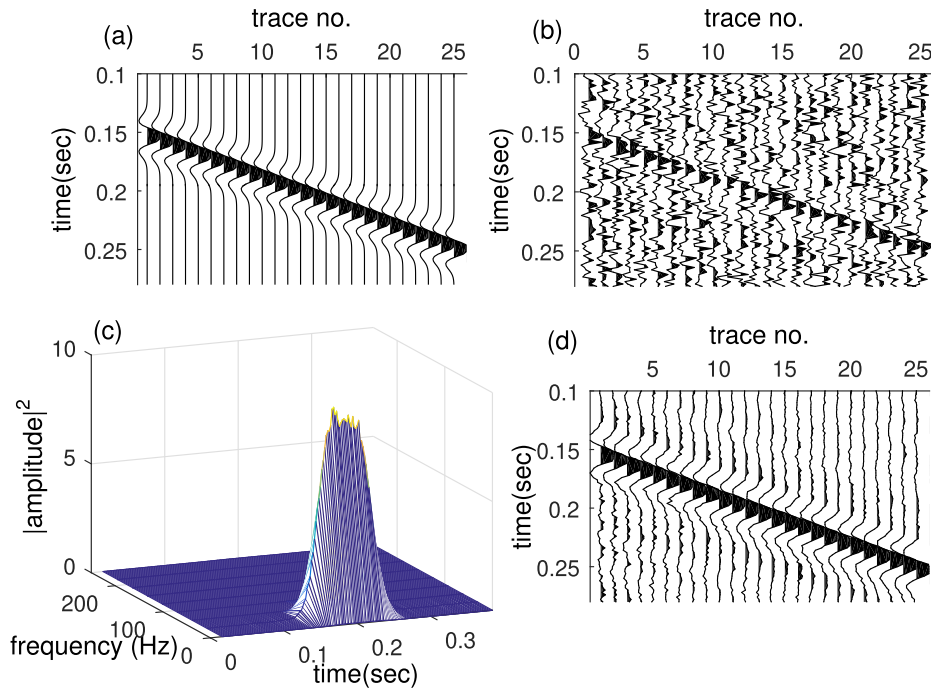 (a)
trace no.
5 10 15 20 25
0.1
0.15
0.2
0.25
time(sec)
(b)
trace no.
0 5 10 15 20 25
0.1
0.15
0.2
0.25
time(sec)
(c)
10
5
0
|amplitude|²
200
100
0
frequency (Hz)
0 0.1 0.2 0.3
time(sec)
(d)
trace no.
5 10 15 20 25
0.1
0.15
0.2
0.25
time(sec)